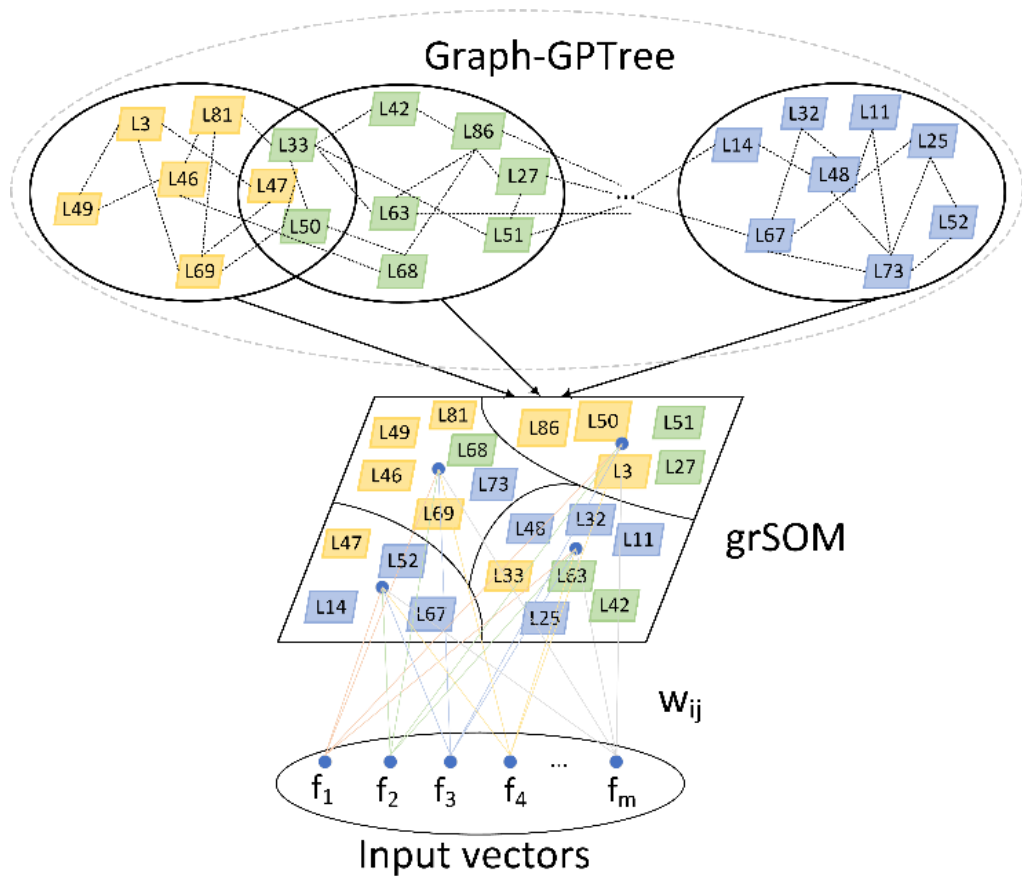 Graph-GPTree
L3
L81
L33
L46
L47
L49
L50
L69
L42
L86
L27
L63
L51
L68
...
L32
L11
L14
L25
L48
L67
L52
L73
L49
L81
L86
L50
L51
L68
L46
L73
L3
L27
L69
L48
L32
L11
L47
L52
L33
L63
L14
L67
L25
L42
grSOM
wij
...
f1
f2
f3
f4
fm
Input vectors